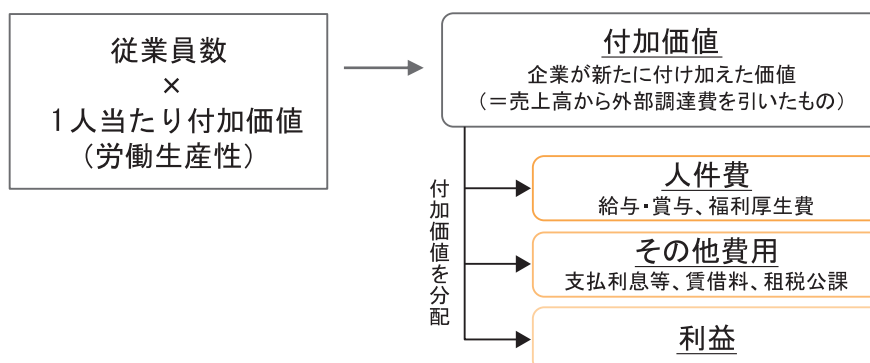 従業員数
×
1人当たり付加価値
(労働生産性)
付加価値
企業が新たに付け加えた価値
(＝売上高から外部調達費を引いたもの)
付加価値を分配
人件費
給与・賞与、福利厚生費
その他費用
支払利息等、賃借料、租税公課
利益